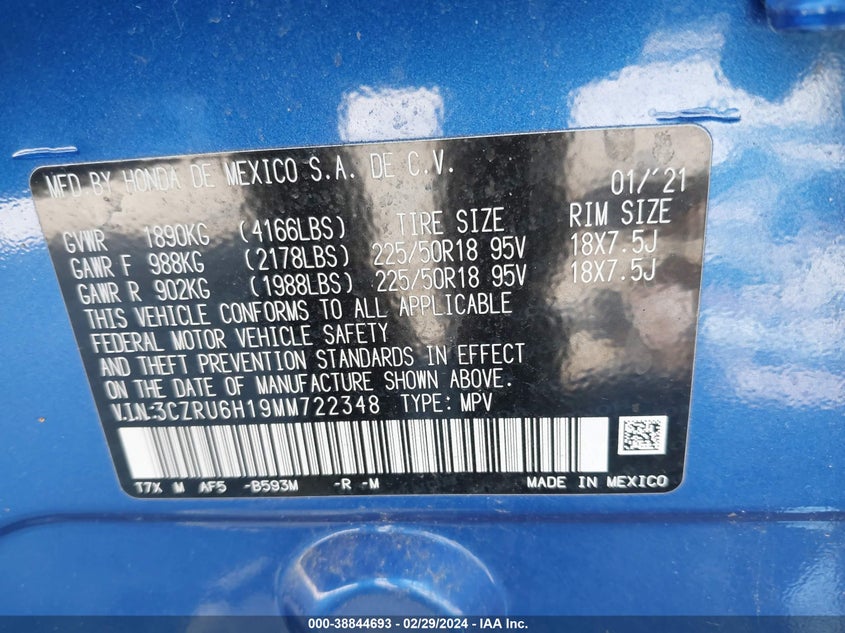 MFD BY HONDA DE MEXICO S.A. DE C.V. 01/'21
GVWR 1890KG (4166LBS) TIRE SIZE RIM SIZE
GAWR F 988KG (2178LBS) 225/50R18 95V 18X7.5J
GAWR R 902KG (1988LBS) 225/50R18 95V 18X7.5J
THIS VEHICLE CONFORMS TO ALL APPLICABLE
FEDERAL MOTOR VEHICLE SAFETY
AND THEFT PREVENTION STANDARDS IN EFFECT
ON THE DATE OF MANUFACTURE SHOWN ABOVE.
V.I.N:3CZRU6H19MM722348 TYPE: MPV
T7X M AF5 -B593M -R -M MADE IN MEXICO
000-38844693 - 02/29/2024 - IAA Inc.